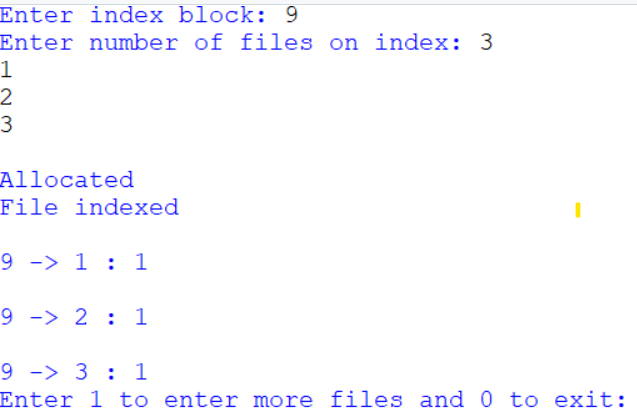 Enter index block: 9
Enter number of files on index: 3
1
2
3
Allocated
File indexed
9 -> 1 : 1
9 -> 2 : 1
9 -> 3 : 1
Enter 1 to enter more files and 0 to exit: